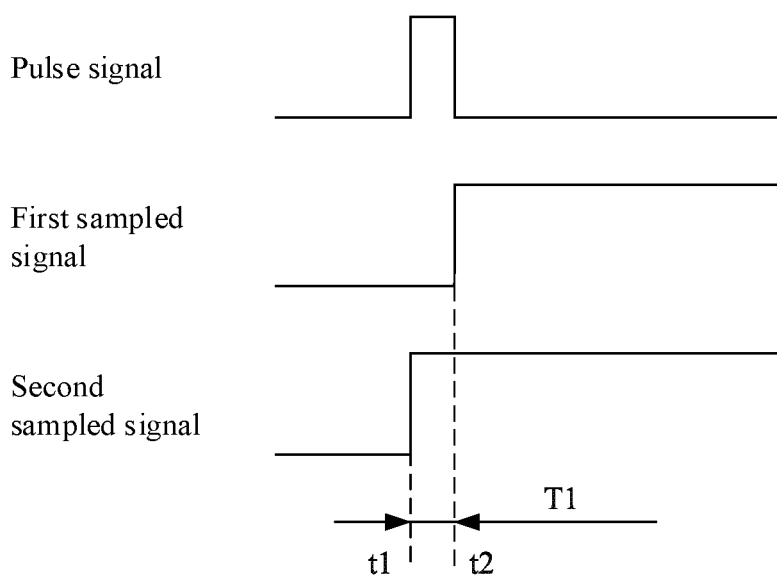 Pulse signal
First sampled
signal
Second
sampled signal
T1
t1
t2